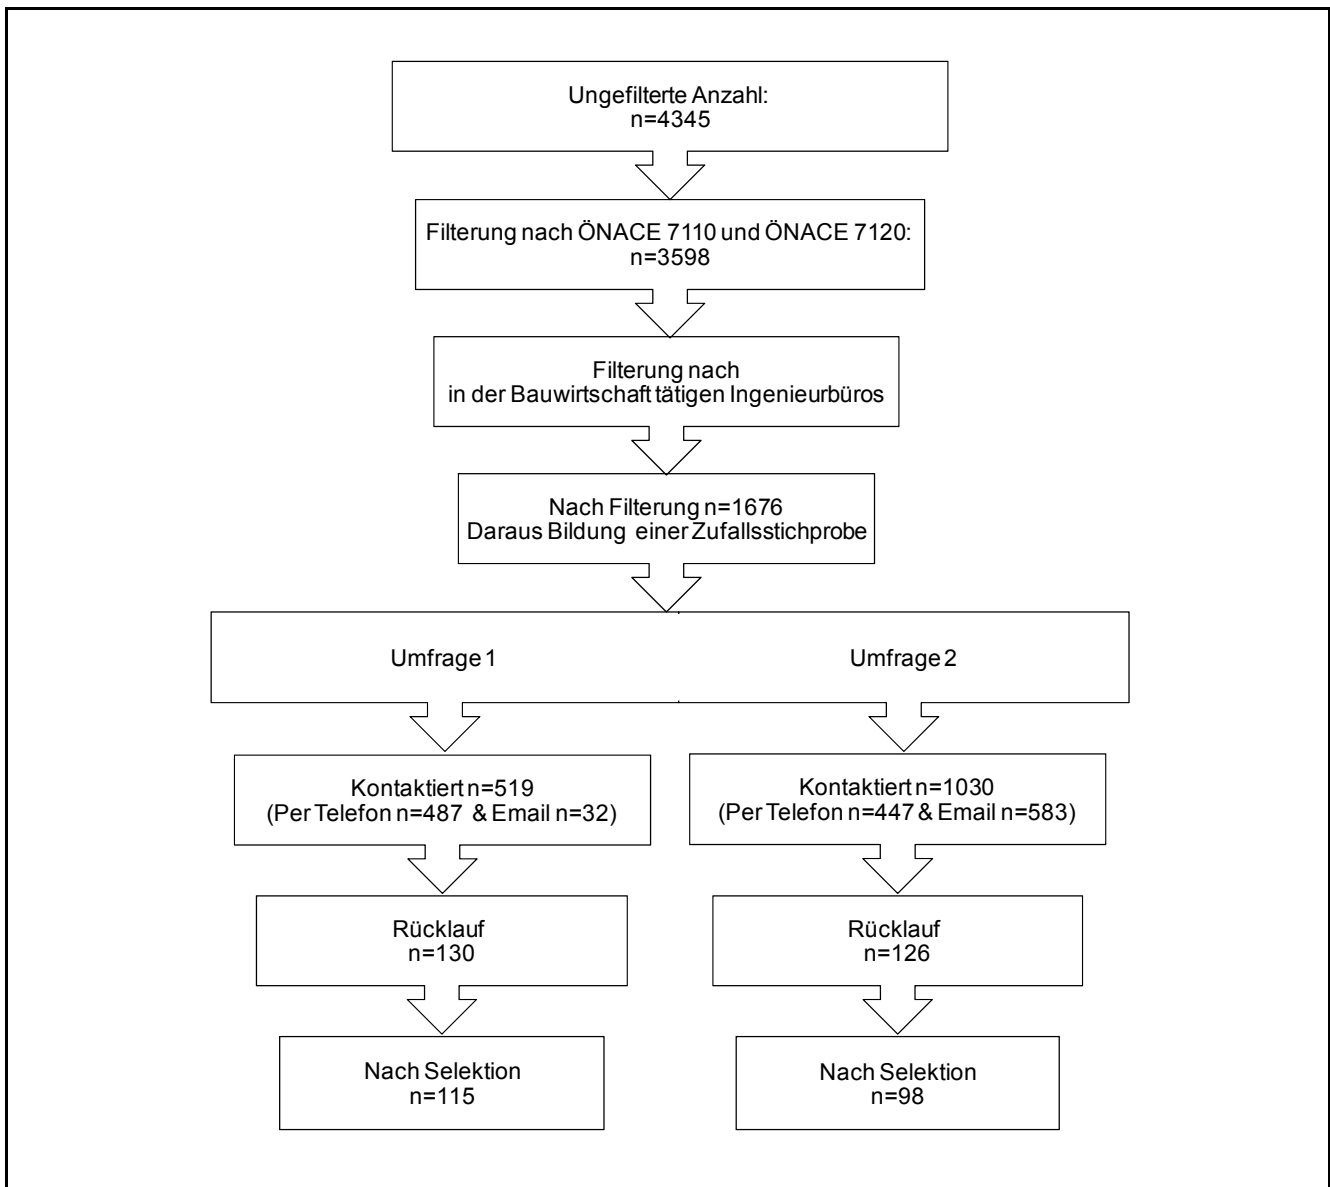 Ungefilterte Anzahl:
n=4345
Filterung nach ÖNACE 7110 und ÖNACE 7120:
n=3598
Filterung nach
in der Bauwirtschaft tätigen Ingenieurbüros
Nach Filterung n=1676
Daraus Bildung einer Zufallsstichprobe
Umfrage 1
Umfrage 2
Kontaktiert n=519
(Per Telefon n=487 & Email n=32)
Kontaktiert n=1030
(Per Telefon n=447 & Email n=583)
Rücklauf
n=130
Rücklauf
n=126
Nach Selektion
n=115
Nach Selektion
n=98